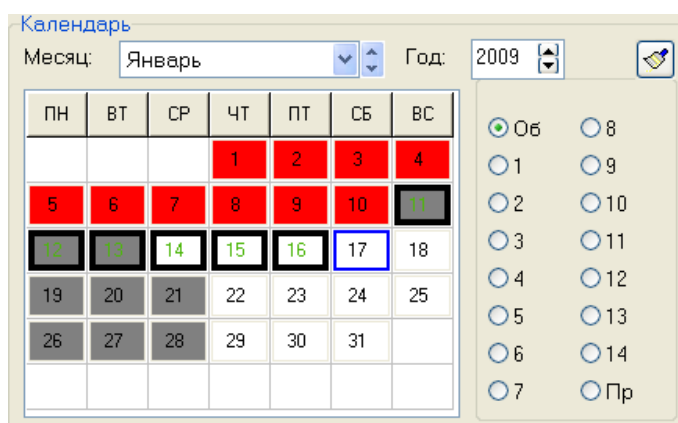 Календарь
Месяц: Январь Год: 2009
ПН ВТ СР ЧТ ПТ СБ ВС
1 2 3 4
5 6 7 8 9 10 11
12 13 14 15 16 17 18
19 20 21 22 23 24 25
26 27 28 29 30 31
Об 8
1 9
2 10
3 11
4 12
5 13
6 14
7 Пр